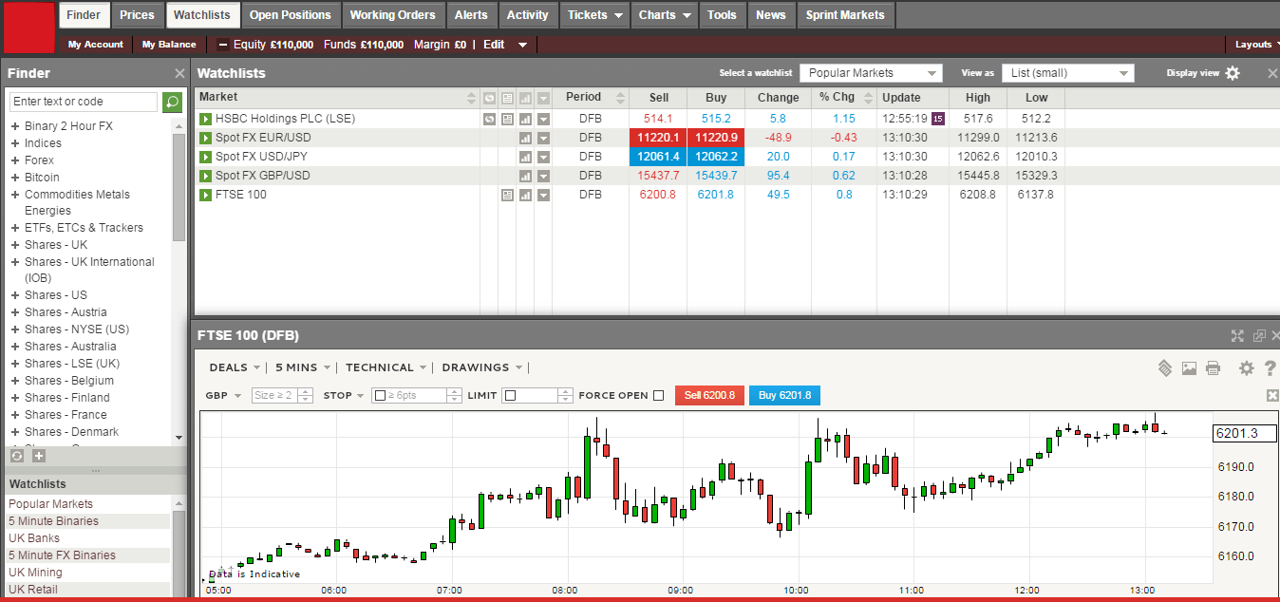 Finder Prices Watchlists Open Positions Working Orders Alerts Activity Tickets Charts Tools News Sprint Markets
My Account My Balance Equity £110,000 Funds £110,000 Margin £0 | Edit Layouts
Finder
Enter text or code
Binary 2 Hour FX
Indices
Forex
Bitcoin
Commodities Metals
Energies
ETFs, ETCs & Trackers
Shares - UK
Shares - UK International
(IOB)
Shares - US
Shares - Austria
Shares - NYSE (US)
Shares - Australia
Shares - LSE (UK)
Shares - Belgium
Shares - Finland
Shares - France
Shares - Denmark
Watchlists
Popular Markets
5 Minute Binaries
UK Banks
5 Minute FX Binaries
UK Mining
UK Retail
Watchlists Select a watchlist Popular Markets View as List (small) Display view
Market Period Sell Buy Change % Chg Update High Low
HSBC Holdings PLC (LSE) DFB 514.1 515.2 5.8 1.15 12:55:19 15 517.6 512.2
Spot FX EUR/USD DFB 11220.1 11220.9 -48.9 -0.43 13:10:30 11299.0 11213.6
Spot FX USD/JPY DFB 12061.4 12062.2 20.0 0.17 13:10:30 12062.6 12010.3
Spot FX GBP/USD DFB 15437.7 15439.7 95.4 0.62 13:10:28 15445.8 15329.3
FTSE 100 DFB 6200.8 6201.8 49.5 0.8 13:10:29 6208.8 6137.8
FTSE 100 (DFB)
DEALS | 5 MINS | TECHNICAL | DRAWINGS |
GBP Size ≥ 2 STOP ≥ 6pts LIMIT FORCE OPEN Sell 6200.8 Buy 6201.8
6201.3
6190.0
6180.0
6170.0
6160.0
Data is Indicative
05:00 06:00 07:00 08:00 09:00 10:00 11:00 12:00 13:00